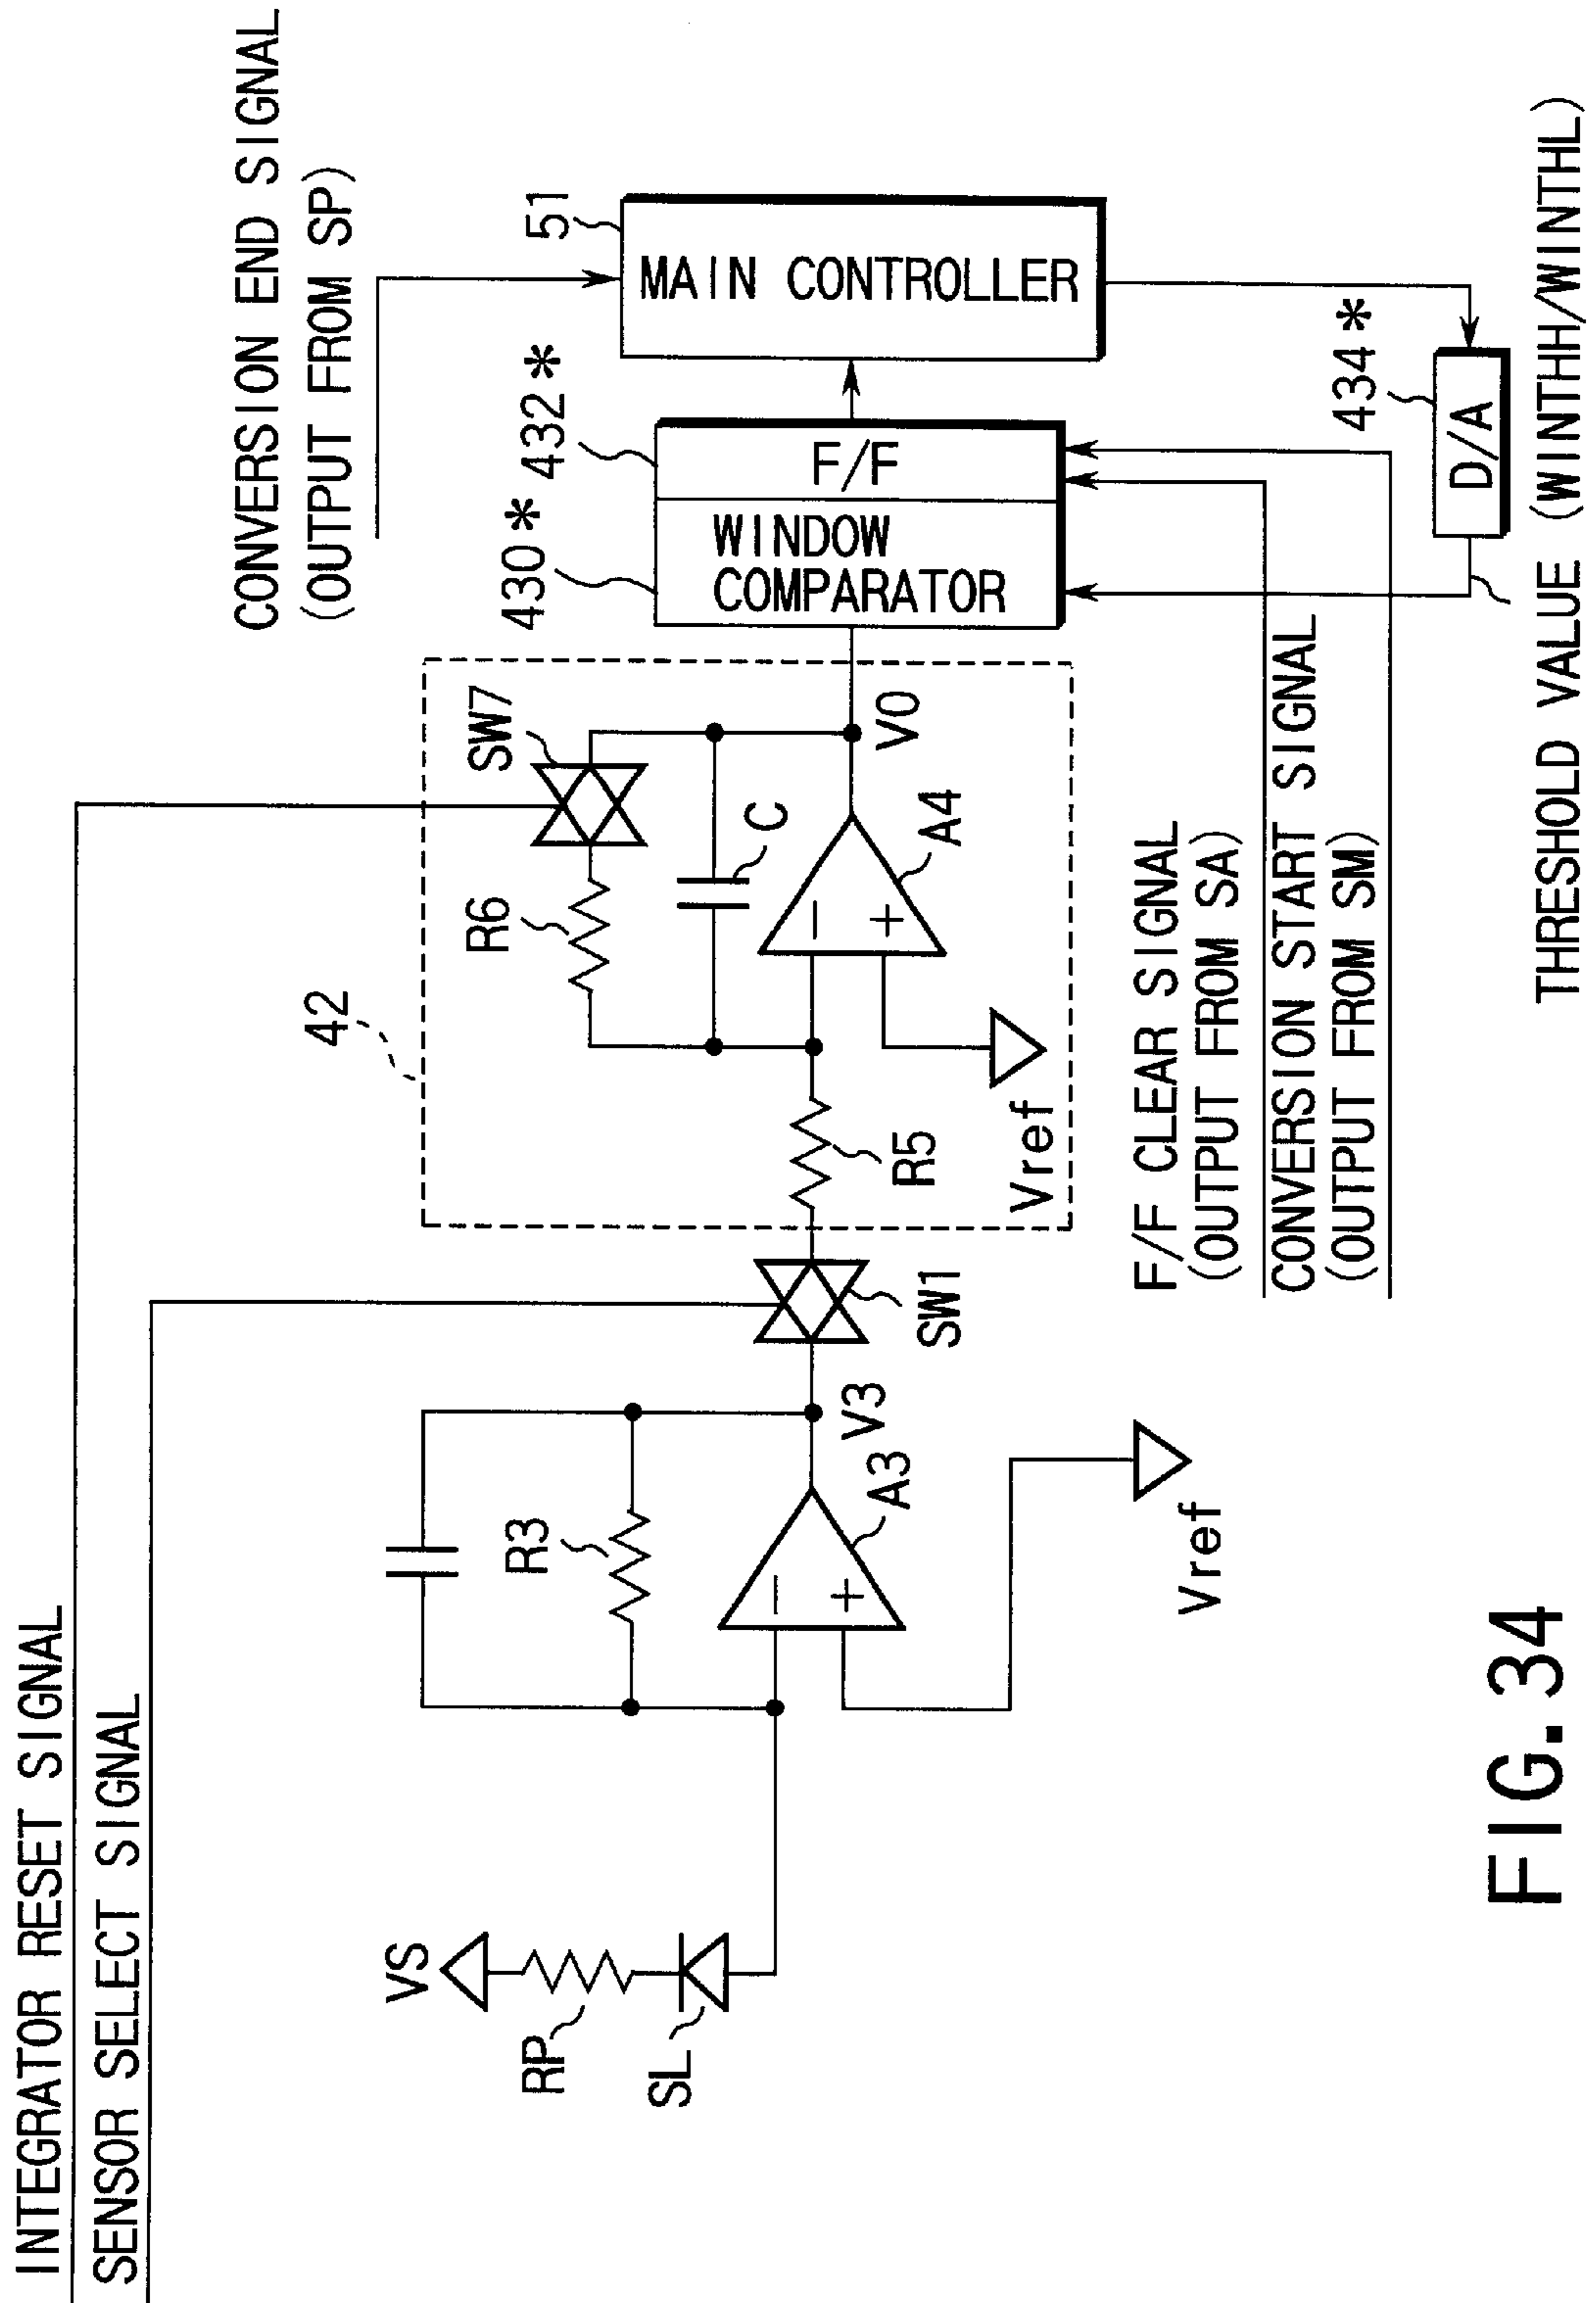 INTEGRATOR RESET SIGNAL
SENSOR SELECT SIGNAL
CONVERSION END SIGNAL
(OUTPUT FROM SP)
42
SW7
R6
C
R5
A4
V0
Vref
430*
432*
51
WINDOW
COMPARATOR
F/F
MAIN CONTROLLER
VS
RP
SL
R3
A3
V3
SW1
Vref
434*
D/A
F/F CLEAR SIGNAL
(OUTPUT FROM SA)
CONVERSION START SIGNAL
(OUTPUT FROM SM)
THRESHOLD VALUE (WINTHH/WINTHL)
FIG. 34